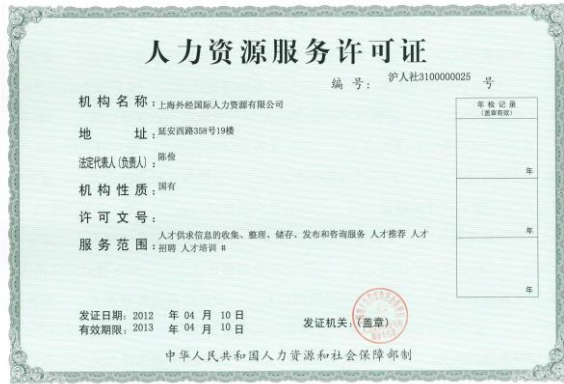 人力资源服务许可证
编 号： 沪人社3100000025 号
机 构 名 称：上海外经国际人力资源有限公司
地 址：延安西路358号19楼
法定代表人（负责人）：陈俭
机 构 性 质：国有
许 可 文 号：
服 务 范 围：人才供求信息的收集、整理、储存、发布和咨询服务 人才推荐 人才
招聘 人才培训 #
年 检 记 录
（盖章有效）
年
年
年
发证日期：2012 年 04 月 10 日
有效期限：2013 年 04 月 10 日
发证机关：（盖章）
中华人民共和国人力资源和社会保障部制